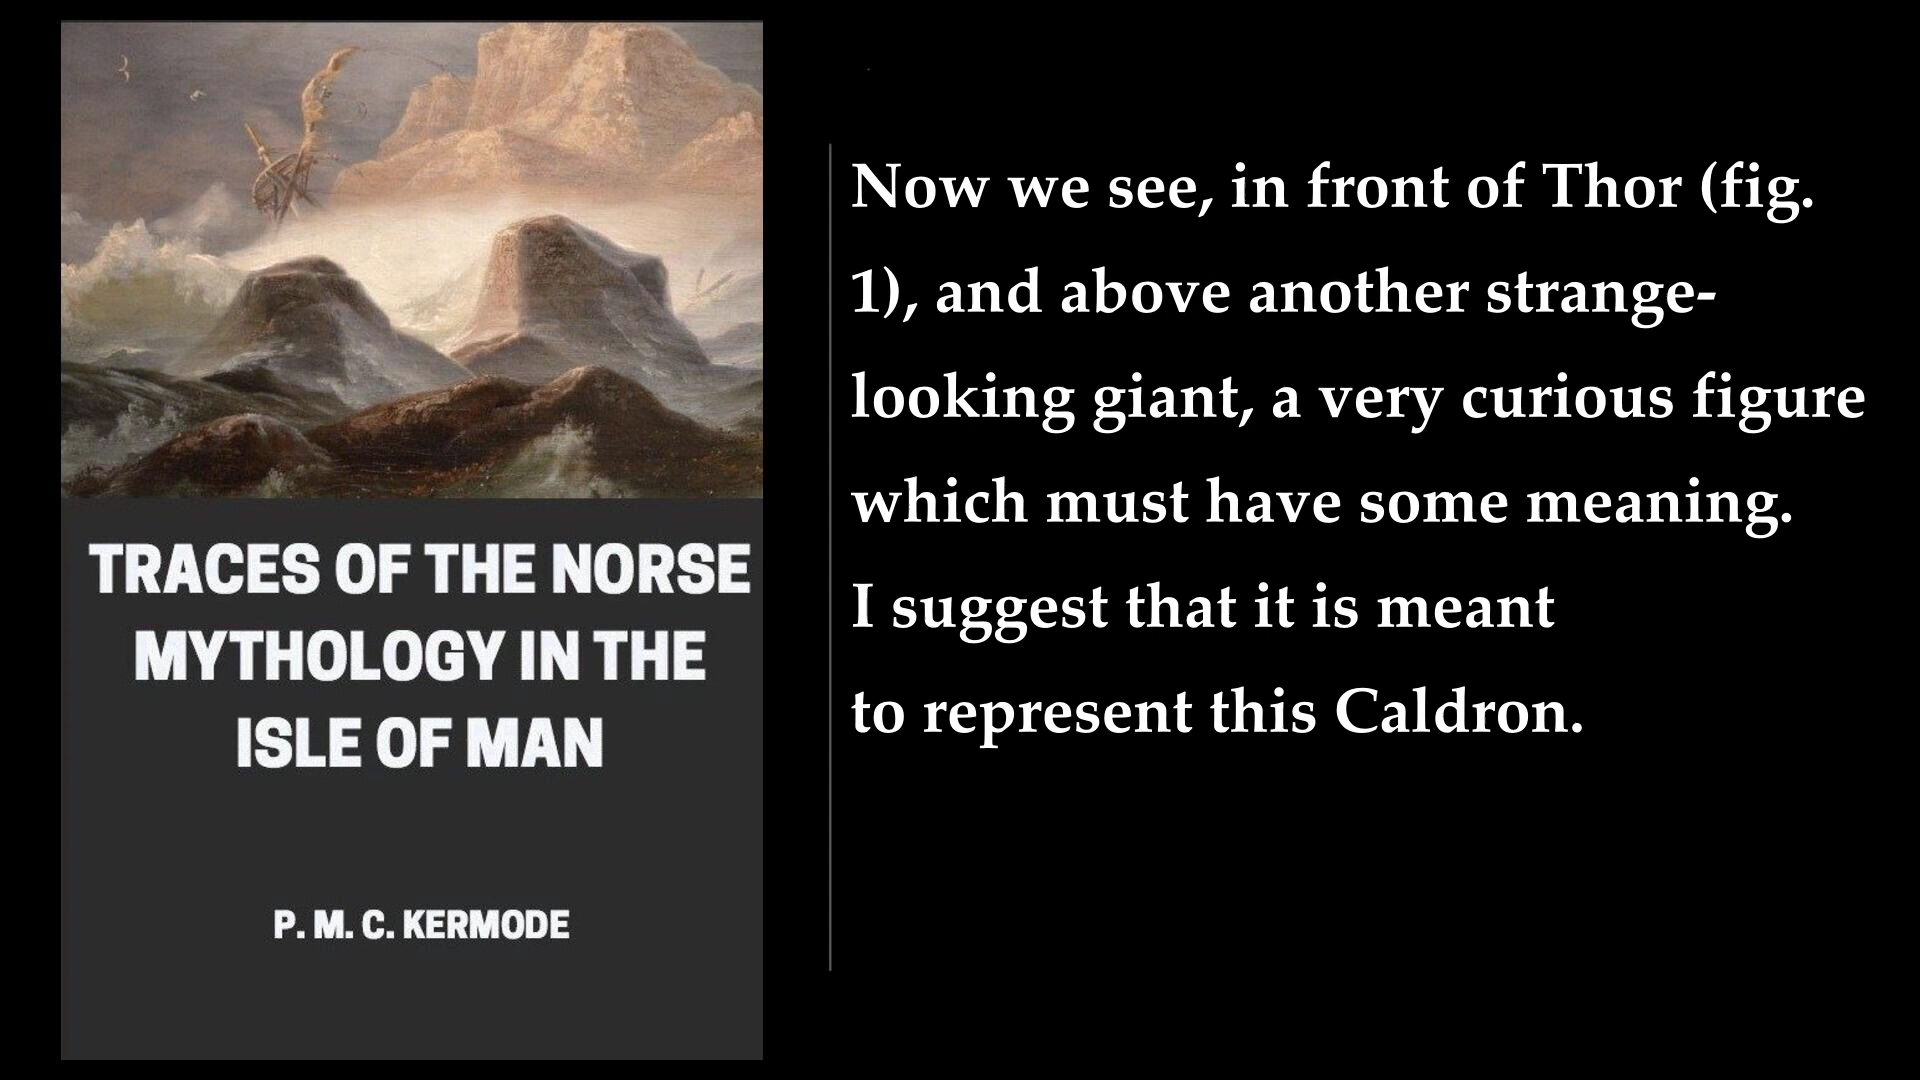 TRACES OF THE NORSE
MYTHOLOGY IN THE
ISLE OF MAN
P. M. C. KERMODE
Now we see, in front of Thor (fig.
1), and above another strange-
looking giant, a very curious figure
which must have some meaning.
I suggest that it is meant
to represent this Caldron.